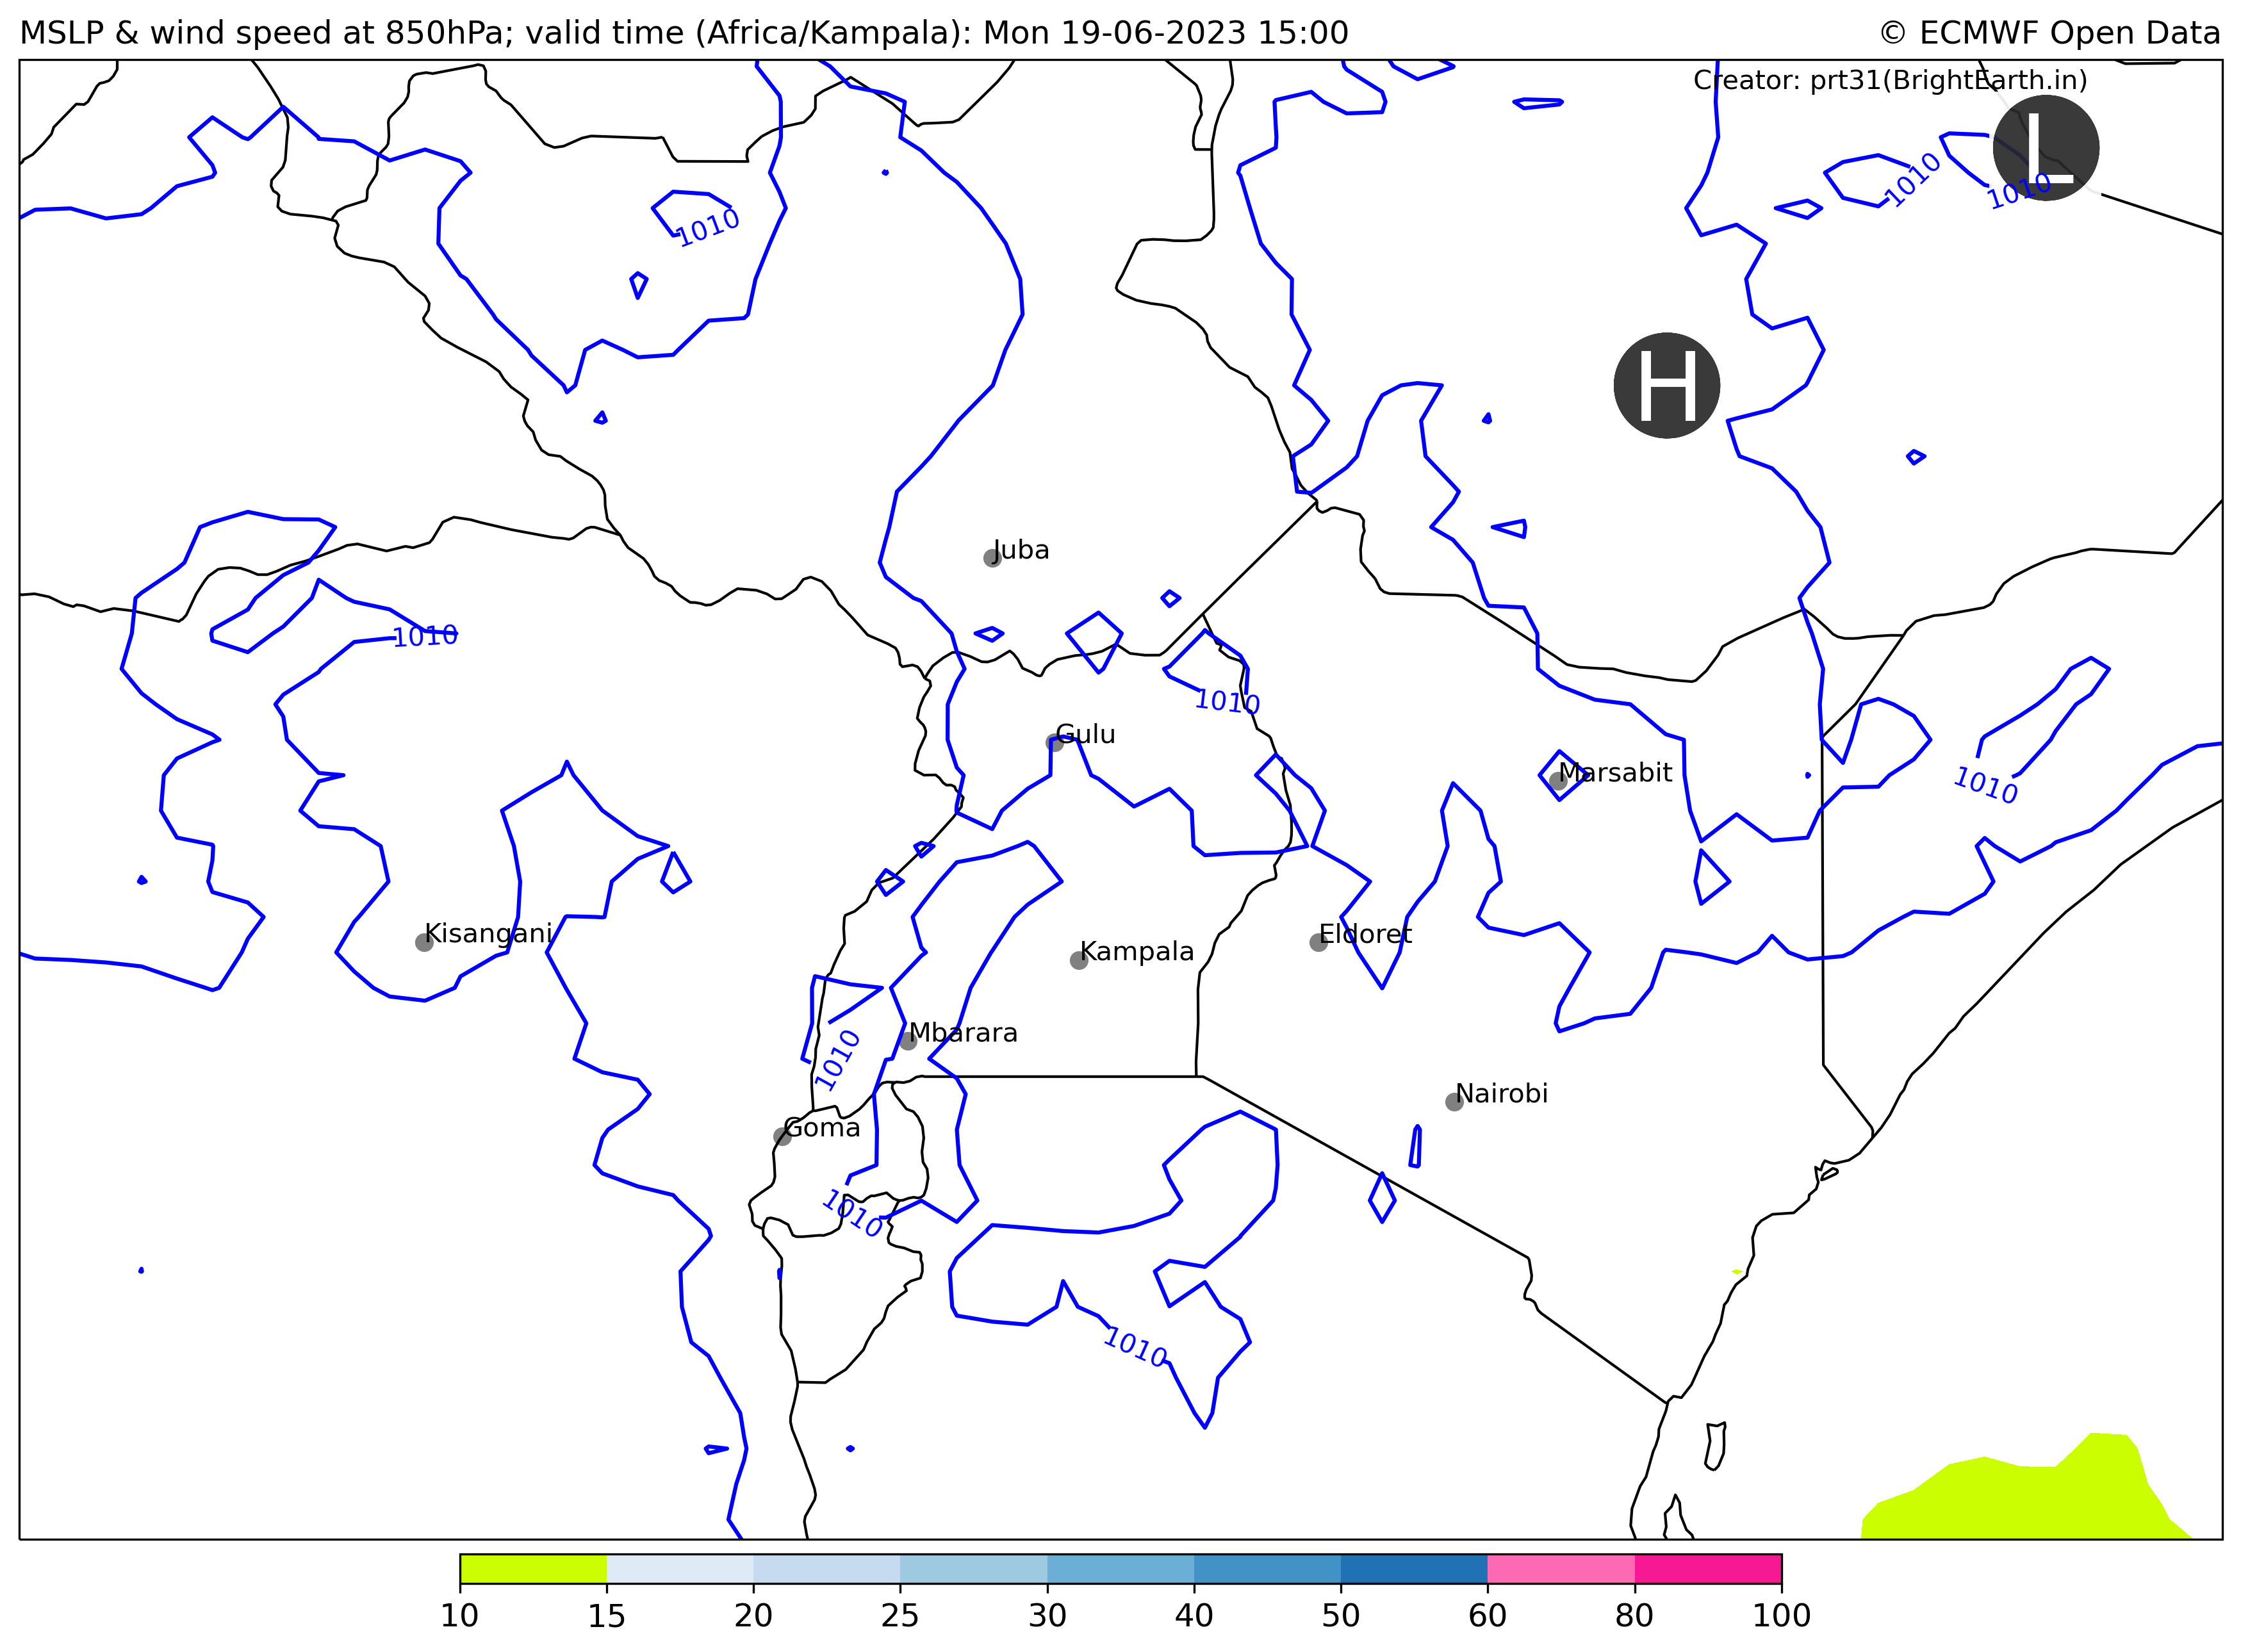 MSLP & wind speed at 850hPa; valid time (Africa/Kampala): Mon 19-06-2023 15:00
© ECMWF Open Data
Creator: prt31(BrightEarth.in)
L
1010
1010
1010
H
Juba
1010
1010
Gulu
Marsabit
1010
Kisangani
Eldoret
Kampala
Mbarara
1010
Nairobi
Goma
1010
1010
10 15 20 25 30 40 50 60 80 100